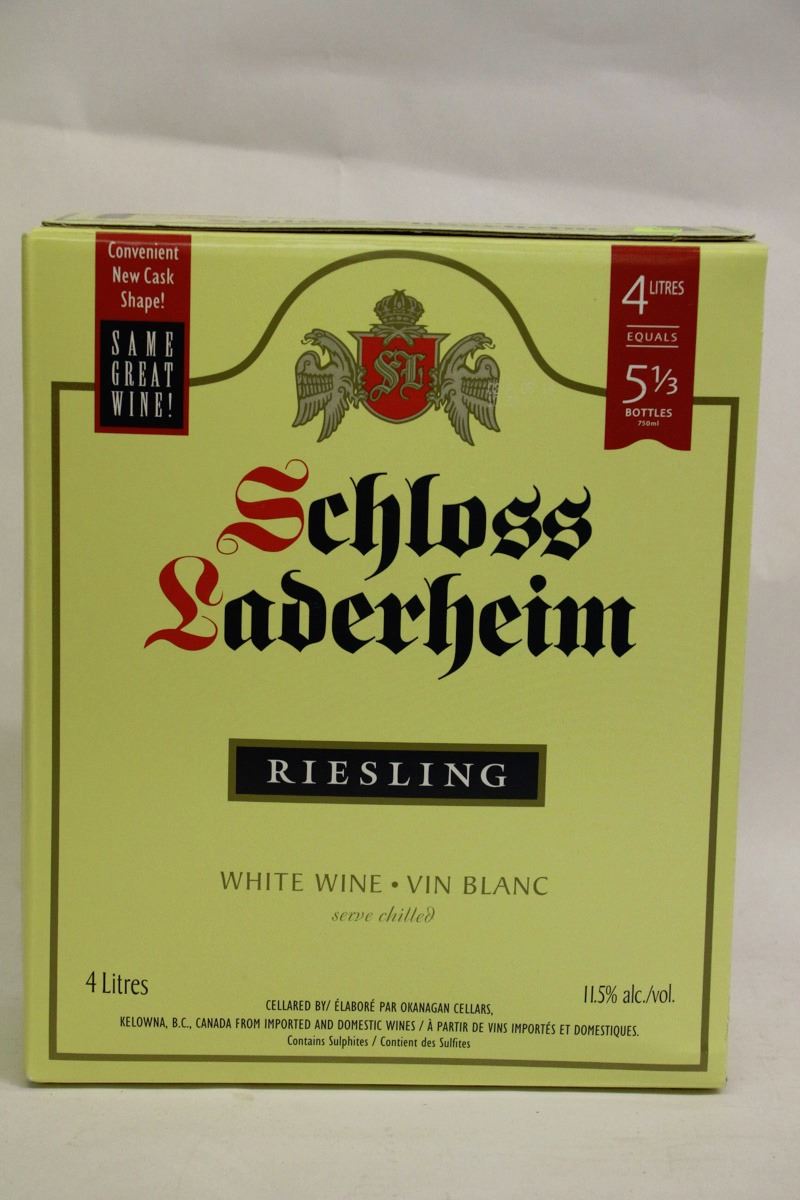 Convenient
New Cask
Shape!
SAME
GREAT
WINE!
4 LITRES
EQUALS
5 1/3
BOTTLES
750ml
SL
Schloss
Laderheim
RIESLING
WHITE WINE • VIN BLANC
serve chilled
4 Litres
11.5% alc./vol.
CELLARED BY/ ÉLABORÉ PAR OKANAGAN CELLARS,
KELOWNA, B.C., CANADA FROM IMPORTED AND DOMESTIC WINES / À PARTIR DE VINS IMPORTÉS ET DOMESTIQUES.
Contains Sulphites / Contient des Sulfites